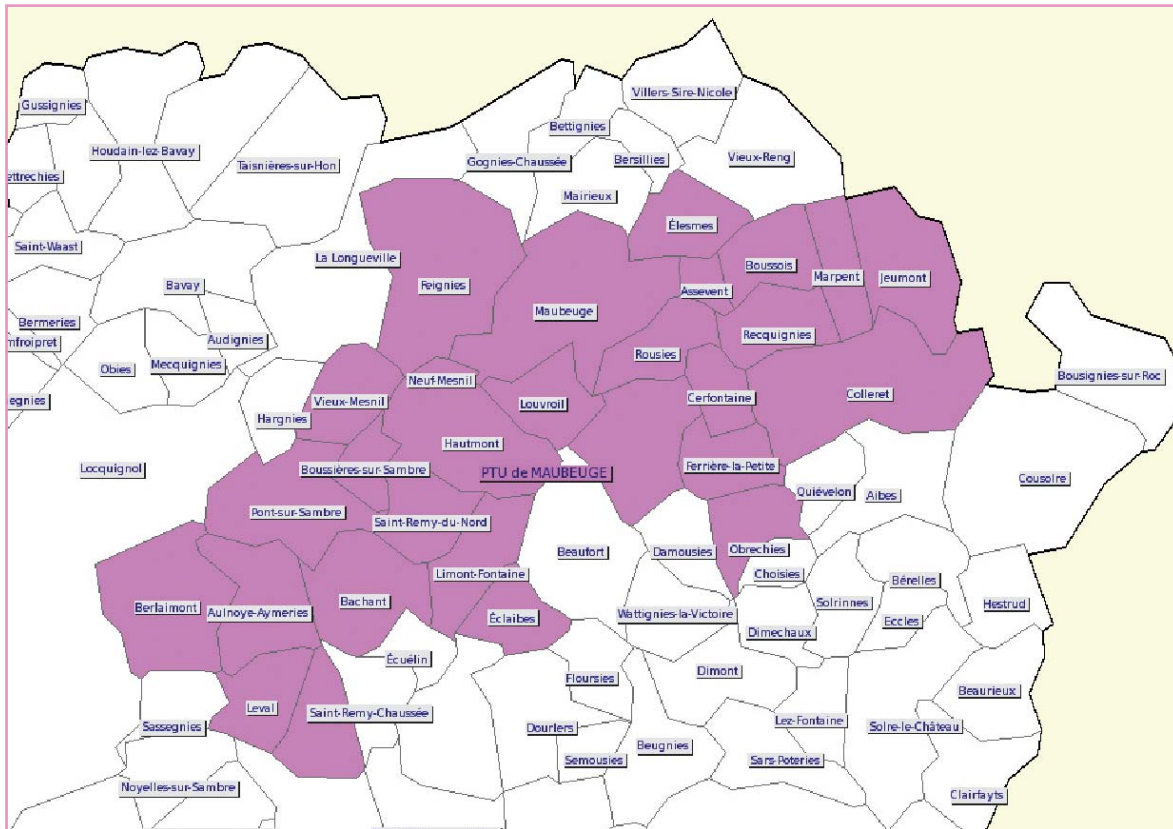 Villers-Sire-Nicole
Gussignies
Bettignies
Houdain-lez-Bavay
Taisnières-sur-Hon
Gognies-Chaussée
Bersillies
Vieux-Reng
ettrechies
Mairieux
Élesmes
Saint-Waast
La Longueville
Boussois
Marpent
Jeumont
Bavay
Feignies
Assevent
Maubeuge
Bermeries
Audignies
Recquignies
mfroipret
Obies
Mecquignies
Rousies
Bousignies-sur-Roc
Neuf-Mesnil
egnies
Vieux-Mesnil
Louvroil
Cerfontaine
Colleret
Hargnies
Hautmont
Locquignol
Boussières-sur-Sambre
PTU de MAUBEUGE
Ferrière-la-Petite
Cousolre
Quiévelon
Aibes
Pont-sur-Sambre
Saint-Remy-du-Nord
Beaufort
Damousies
Obrechies
Limont-Fontaine
Choisies
Bérelles
Berlaimont
Aulnoye-Aymeries
Bachant
Éclaibes
Wattignies-la-Victoire
Solrinnes
Hestrud
Eccles
Dimechaux
Écuélin
Floursies
Dimont
Beaurieux
Leval
Saint-Remy-Chaussée
Sassegnies
Dourlers
Lez-Fontaine
Solre-le-Château
Beugnies
Semousies
Sars-Poteries
Noyelles-sur-Sambre
Clairfayts